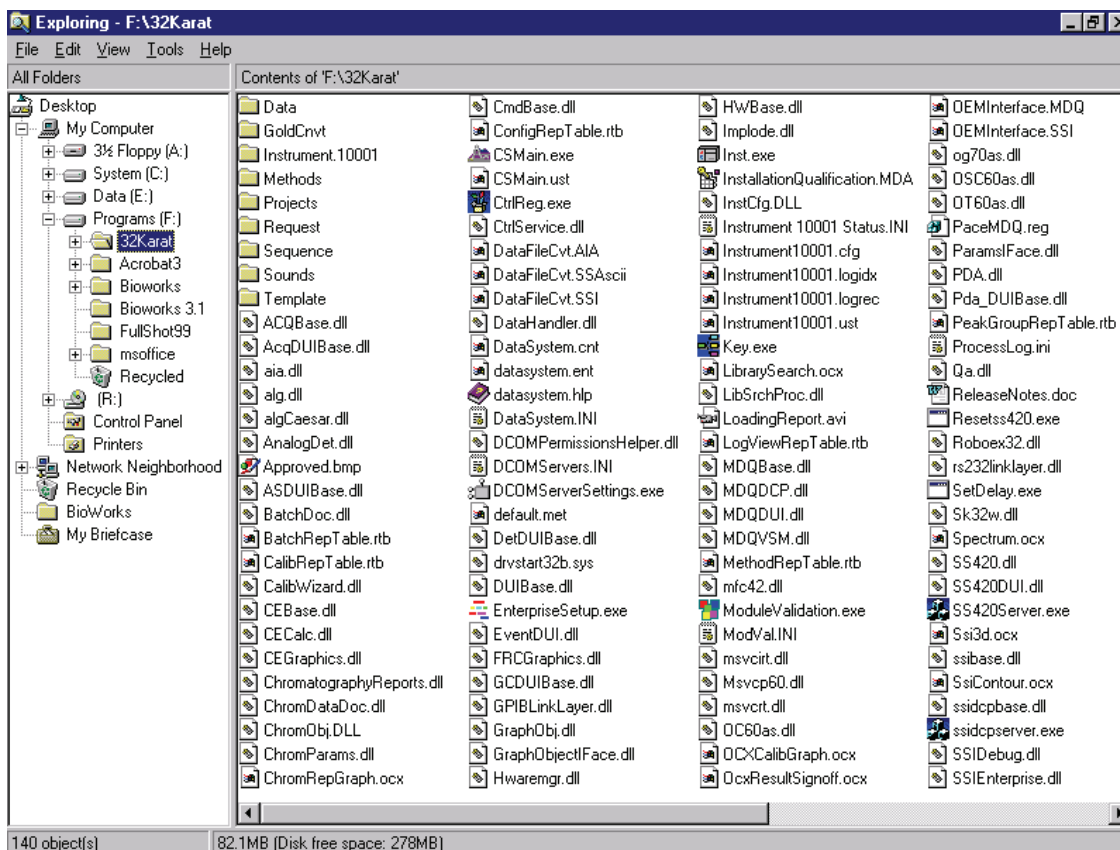 Exploring - F:\32Karat
File Edit View Tools Help
All Folders
Contents of 'F:\32Karat'
Desktop
My Computer
3½ Floppy (A:)
System (C:)
Data (E:)
Programs (F:)
32Karat
Acrobat3
Bioworks
Bioworks 3.1
FullShot99
msoffice
Recycled
(R:)
Control Panel
Printers
Network Neighborhood
Recycle Bin
BioWorks
My Briefcase
Data
GoldCnvt
Instrument.10001
Methods
Projects
Request
Sequence
Sounds
Template
ACQBase.dll
AcqDUIBase.dll
aia.dll
alg.dll
algCaesar.dll
AnalogDet.dll
Approved.bmp
ASDUIBase.dll
BatchDoc.dll
BatchRepTable.rtb
CalibRepTable.rtb
CalibWizard.dll
CEBase.dll
CECalc.dll
CEGraphics.dll
ChromatographyReports.dll
ChromDataDoc.dll
ChromObj.DLL
ChromParams.dll
ChromRepGraph.ocx
CmdBase.dll
ConfigRepTable.rtb
CSMain.exe
CSMain.ust
CtrlReg.exe
CtrlService.dll
DataFileCvt.AIA
DataFileCvt.SSAscii
DataFileCvt.SSI
DataHandler.dll
DataSystem.cnt
datasystem.ent
datasystem.hlp
DataSystem.INI
DCOMPermissionsHelper.dll
DCOMServers.INI
DCOMServerSettings.exe
default.met
DetDUIBase.dll
drvstart32b.sys
DUIBase.dll
EnterpriseSetup.exe
EventDUI.dll
FRCGraphics.dll
GCDUIBase.dll
GPIBLinkLayer.dll
GraphObj.dll
GraphObjectIFace.dll
Hwaremgr.dll
HWBase.dll
Implode.dll
Inst.exe
InstallationQualification.MDA
InstCfg.DLL
Instrument 10001 Status.INI
Instrument10001.cfg
Instrument10001.logidx
Instrument10001.logrec
Instrument10001.ust
Key.exe
LibrarySearch.ocx
LibSrchProc.dll
LoadingReport.avi
LogViewRepTable.rtb
MDQBase.dll
MDQDCP.dll
MDQDUI.dll
MDQVSM.dll
MethodRepTable.rtb
mfc42.dll
ModuleValidation.exe
ModVal.INI
msvcirt.dll
Msvcp60.dll
msvcrt.dll
OC60as.dll
OCXCalibGraph.ocx
OcxResultSignoff.ocx
OEMInterface.MDQ
OEMInterface.SSI
og70as.dll
OSC60as.dll
OT60as.dll
PaceMDQ.reg
ParamsIFace.dll
PDA.dll
Pda_DUIBase.dll
PeakGroupRepTable.rtb
ProcessLog.ini
Qa.dll
ReleaseNotes.doc
Resetss420.exe
Roboex32.dll
rs232linklayer.dll
SetDelay.exe
Sk32w.dll
Spectrum.ocx
SS420.dll
SS420DUI.dll
SS420Server.exe
Ssi3d.ocx
ssibase.dll
SsiContour.ocx
ssidcpbase.dll
ssidcpserver.exe
SSIDebug.dll
SSIEnterprise.dll
140 object(s)
82.1MB (Disk free space: 278MB)